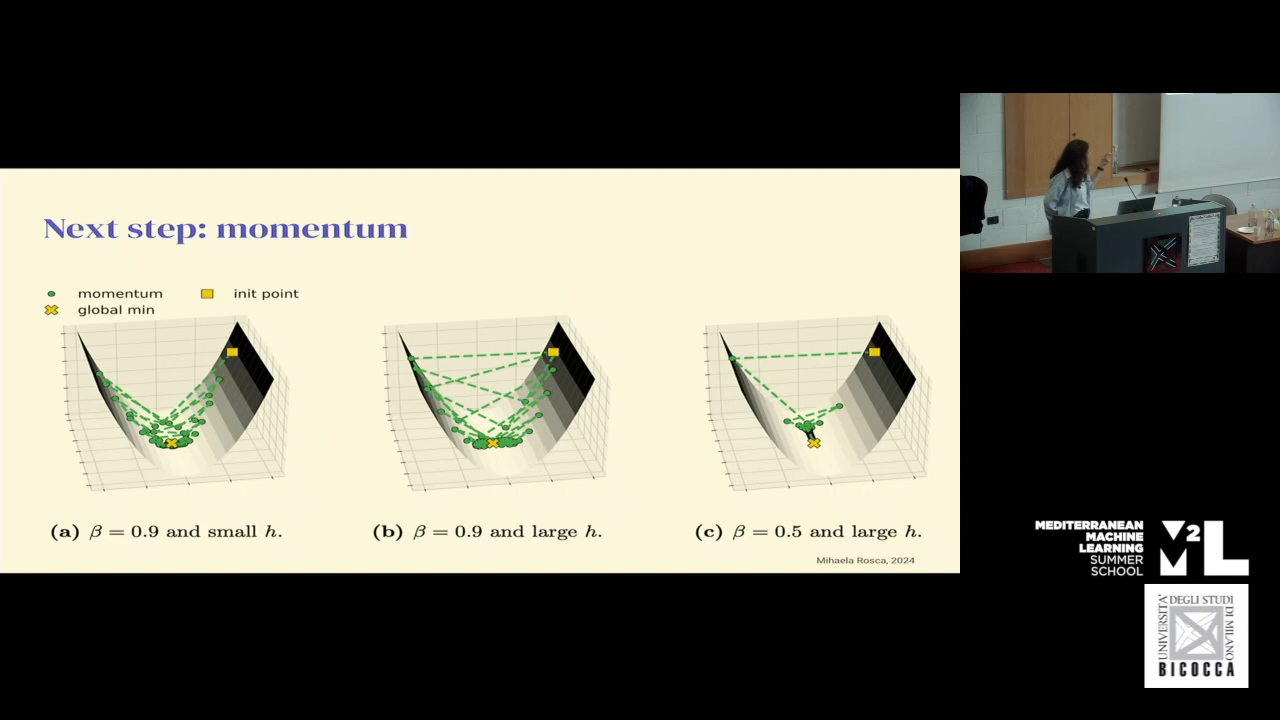 Next step: momentum
momentum
init point
global min
(a) β = 0.9 and small h.
(b) β = 0.9 and large h.
(c) β = 0.5 and large h.
Mihaela Rosca, 2024
MEDITERRANEAN
MACHINE
LEARNING
SUMMER
SCHOOL
M2L
UNIVERSITA'
DEGLI STUDI
DI MILANO
BICOCCA